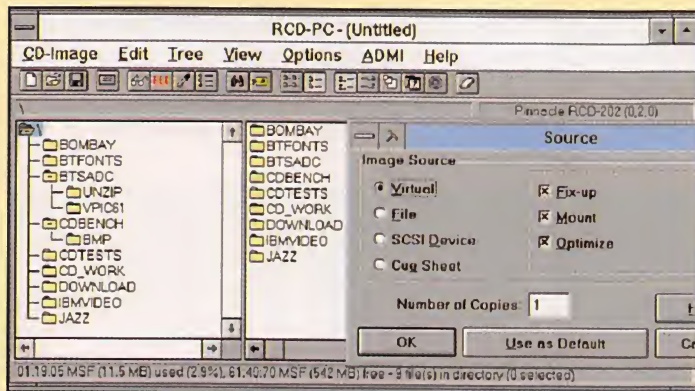 RCD-PC - (Untitled)
CD-Image Edit Tree View Options ADMI Help
\
Pinnacle RCD-202 (0,2,0)
\
BOMBAY
BTFONTS
BTSADC
UNZIP
VPIC61
CDBENCH
BMP
CDTESTS
CD_WORK
DOWNLOAD
IBMVIDEO
JAZZ
BOMBAY
BTFONTS
BTSADC
CDBENCH
CDTESTS
CD_WORK
DOWNLOAD
IBMVIDEO
JAZZ
Source
Image Source
Virtual
File
SCSI Device
Cue Sheet
Fix-up
Mount
Optimize
Number of Copies: 1
OK Use as Default
01.19.05 MSF (11.5 MB) used (2.9%), 61:40:70 MSF (542 MB) free - 9 file(s) in directory (0 selected)